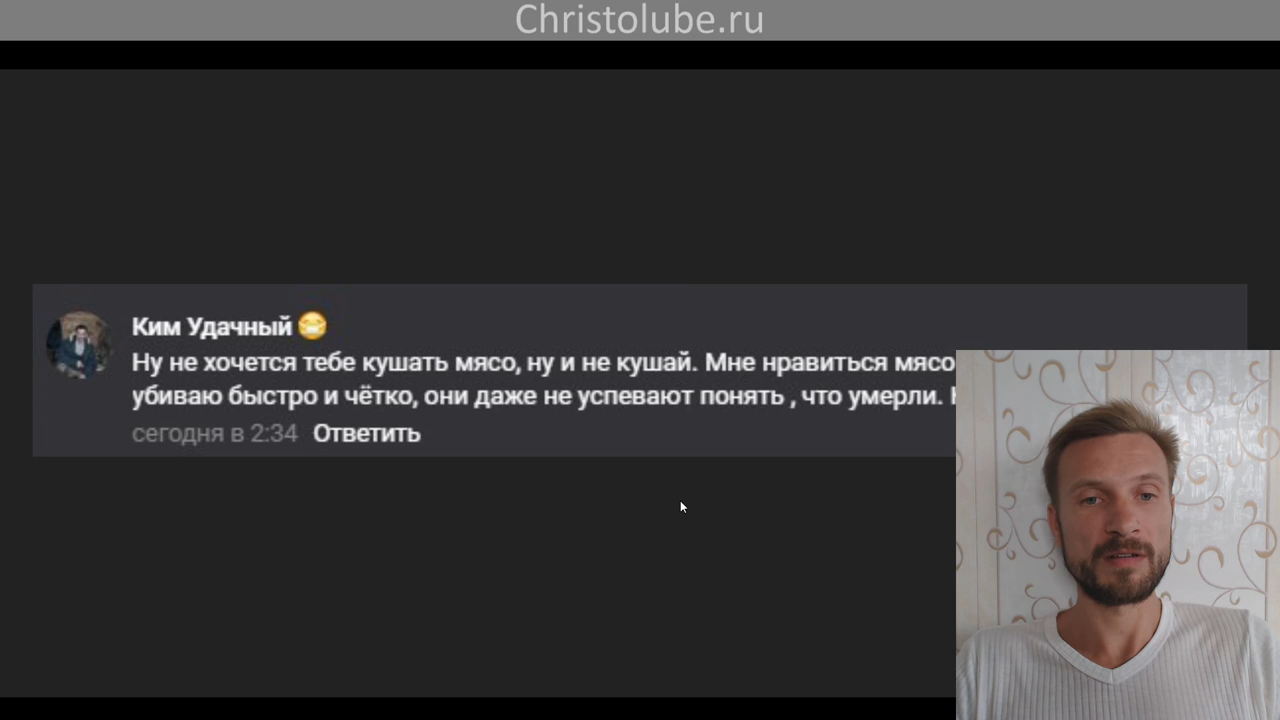 Christolube.ru
Ким Удачный
Ну не хочется тебе кушать мясо, ну и не кушай. Мне нравиться мясо
убиваю быстро и чётко, они даже не успевают понять , что умерли.
сегодня в 2:34 Ответить